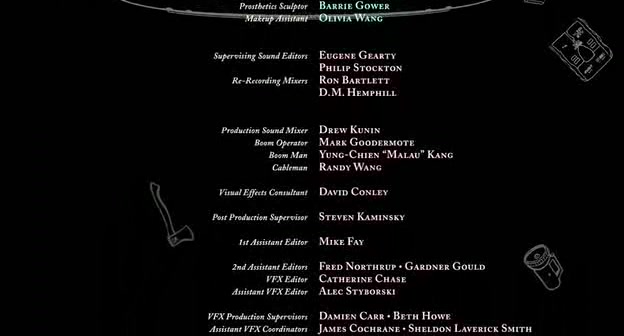 Prosthetics Sculptor BARRIE GOWER
Makeup Assistant OLIVIA WANG
Supervising Sound Editors EUGENE GEARTY
PHILIP STOCKTON
Re-Recording Mixers RON BARTLETT
D.M. HEMPHILL
Production Sound Mixer DREW KUNIN
Boom Operator MARK GOODERMOTE
Boom Man YUNG-CHIEN “MALAU” KANG
Cableman RANDY WANG
Visual Effects Consultant DAVID CONLEY
Post Production Supervisor STEVEN KAMINSKY
1st Assistant Editor MIKE FAY
2nd Assistant Editors FRED NORTHRUP • GARDNER GOULD
VFX Editor CATHERINE CHASE
Assistant VFX Editor ALEC STYBORSKI
VFX Production Supervisors DAMIEN CARR • BETH HOWE
Assistant VFX Coordinators JAMES COCHRANE • SHELDON LAVERICK SMITH